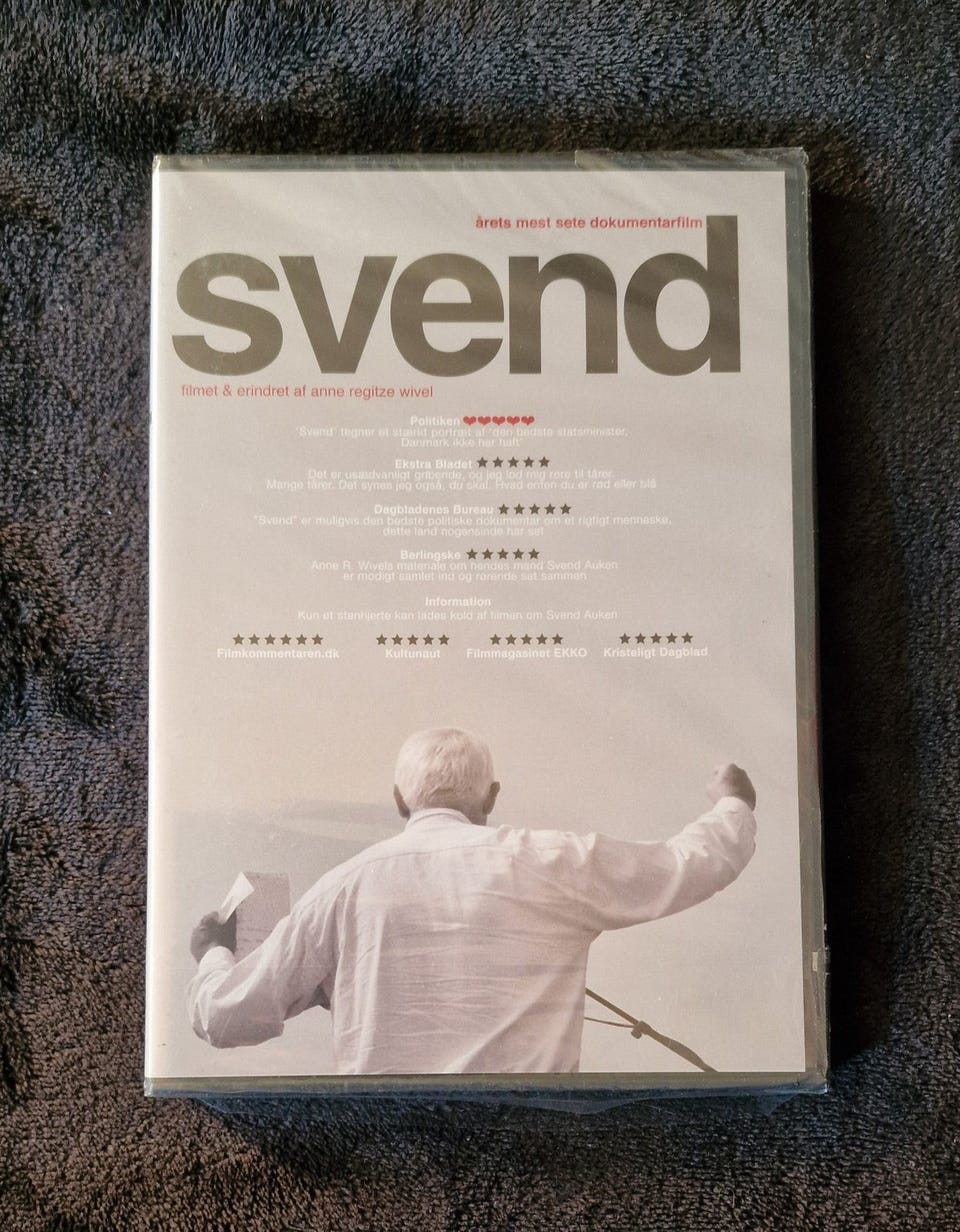 årets mest sete dokumentarfilm
svend
filmet & erindret af anne regitze wivel
Politiken ❤❤❤❤❤
'Svend' tegner et stærkt portræt af "den bedste statsminister,
Danmark ikke har haft"
Ekstra Bladet ★★★★★
Det er usædvanligt gribende, og jeg lod mig røre til tårer.
Mange tårer. Det synes jeg også, du skal. Hvad enten du er rød eller blå
Dagbladenes Bureau ★★★★★
"Svend" er muligvis den bedste politiske dokumentar om et rigtigt menneske,
dette land nogensinde har set
Berlingske ★★★★★
Anne R. Wivels materiale om hendes mand Svend Auken
er modigt samlet ind og rørende sat sammen
Information
Kun et stenhjerte kan lades kold af filmen om Svend Auken
★★★★★★ ★★★★★ ★★★★★ ★★★★★
Filmkommentaren.dk Kultunaut Filmmagasinet EKKO Kristeligt Dagblad